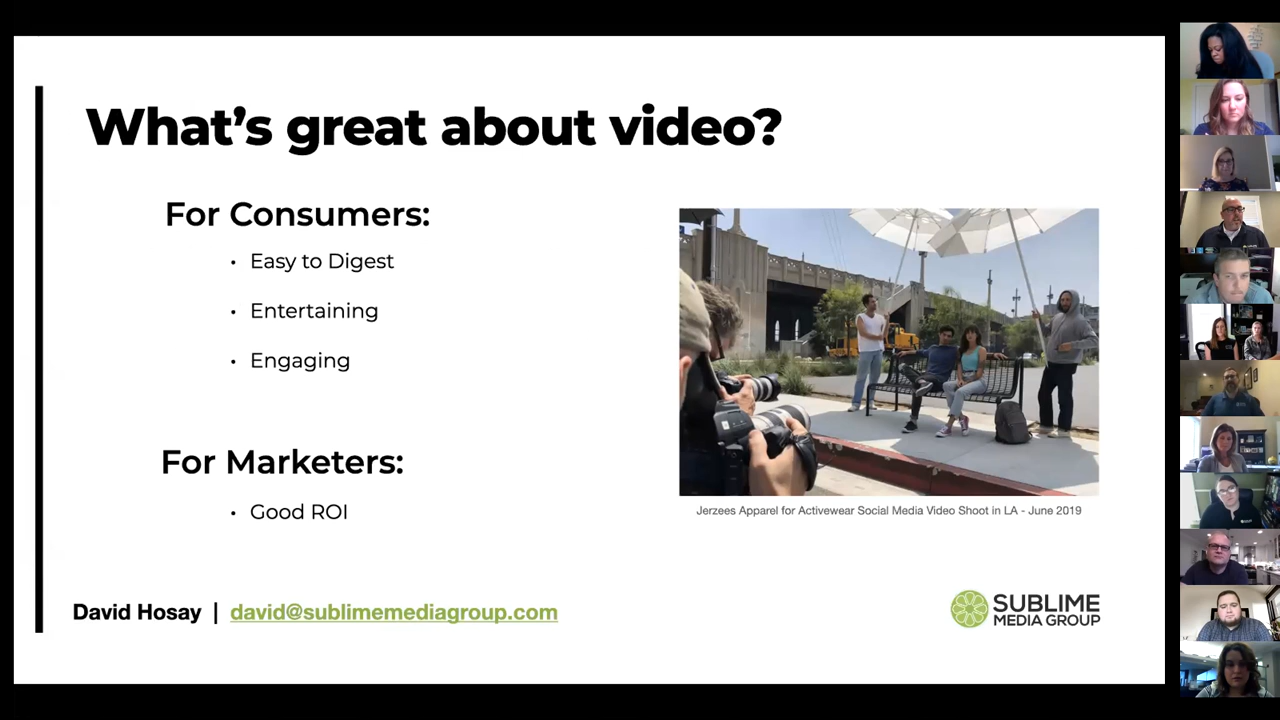 What's great about video?
For Consumers:
• Easy to Digest
• Entertaining
• Engaging
For Marketers:
• Good ROI
Jerzees Apparel for Activewear Social Media Video Shoot in LA - June 2019
David Hosay | david@sublimemediagroup.com
SUBLIME
MEDIA GROUP